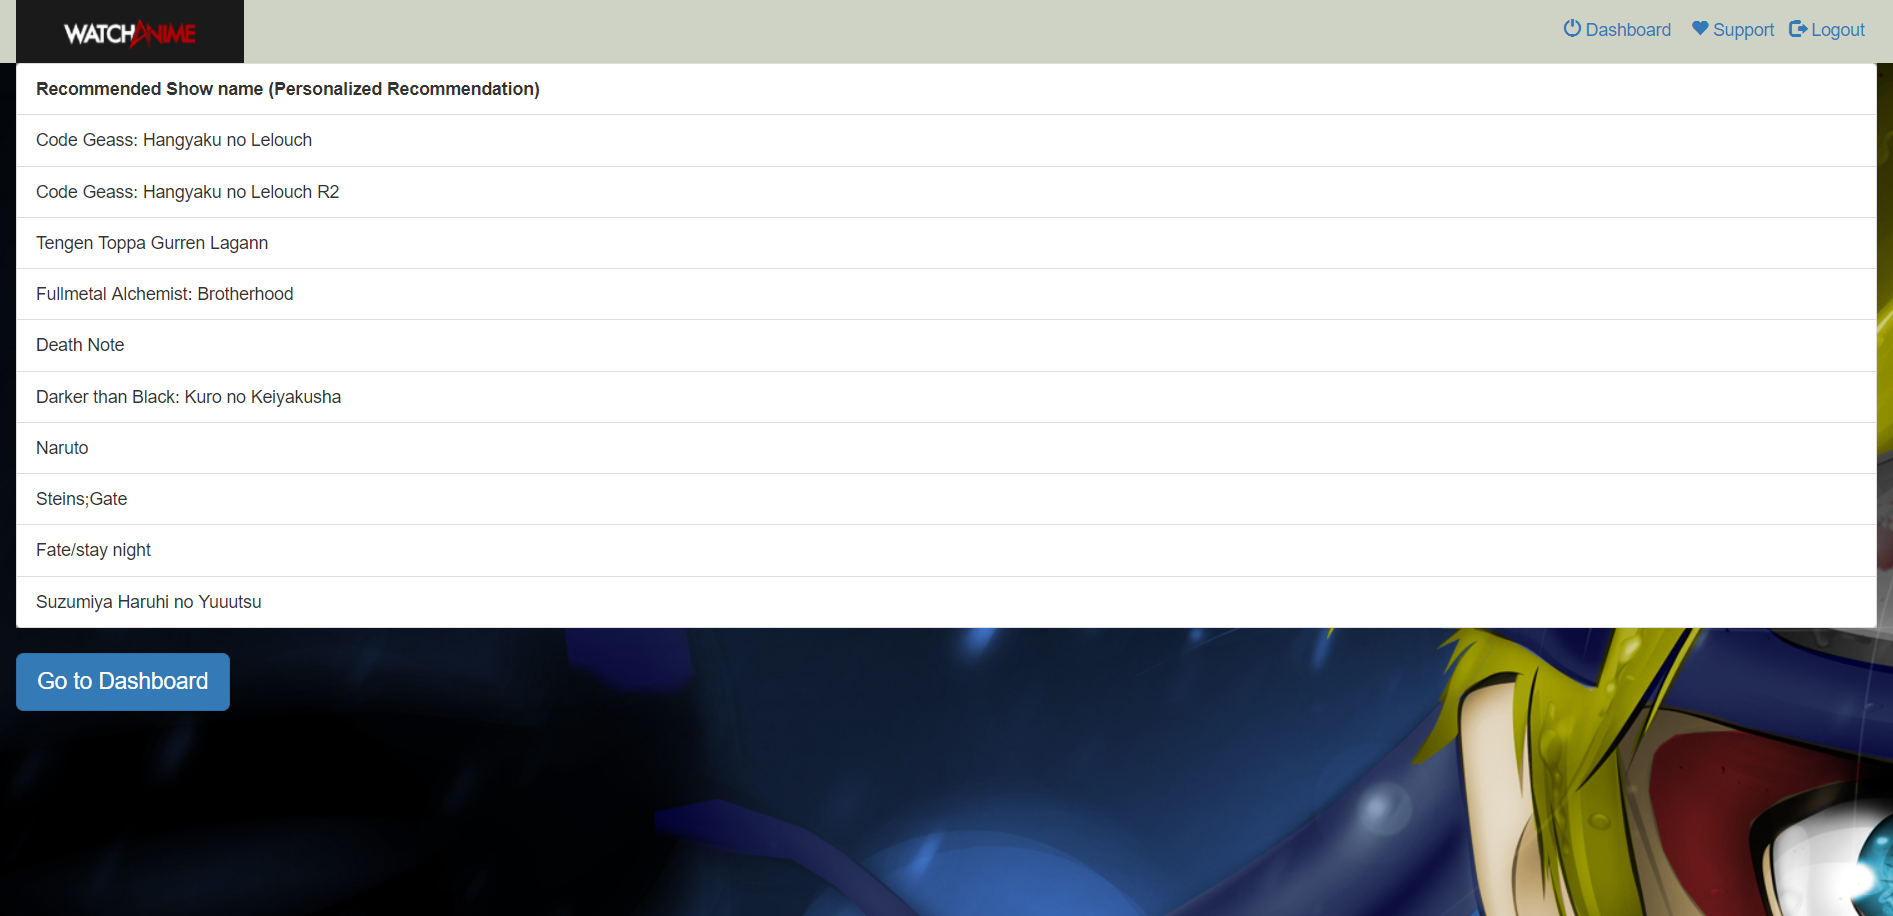 WATCHANIME
Dashboard Support Logout
Recommended Show name (Personalized Recommendation)
Code Geass: Hangyaku no Lelouch
Code Geass: Hangyaku no Lelouch R2
Tengen Toppa Gurren Lagann
Fullmetal Alchemist: Brotherhood
Death Note
Darker than Black: Kuro no Keiyakusha
Naruto
Steins;Gate
Fate/stay night
Suzumiya Haruhi no Yuuutsu
Go to Dashboard